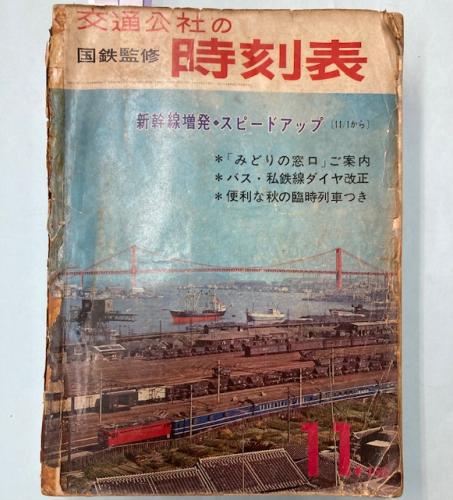 交通公社の
国鉄監修 時刻表
新幹線増発・スピードアップ (11/1から)
*「みどりの窓口」ご案内
*バス・私鉄線ダイヤ改正
*便利な秋の臨時列車つき
11